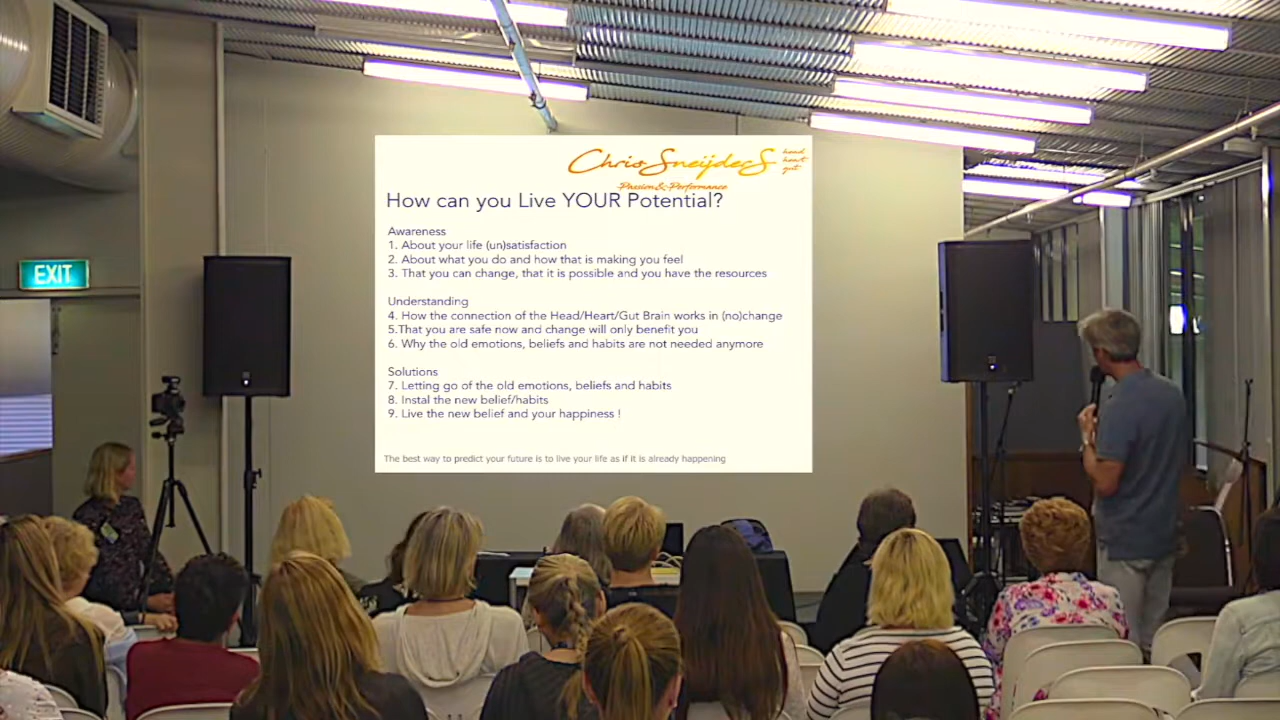 EXIT
Chris SneijdeS
head
heart
gut
Passion & Performance
How can you Live YOUR Potential?
Awareness
1. About your life (un)satisfaction
2. About what you do and how that is making you feel
3. That you can change, that it is possible and you have the resources
Understanding
4. How the connection of the Head/Heart/Gut Brain works in (no)change
5.That you are safe now and change will only benefit you
6. Why the old emotions, beliefs and habits are not needed anymore
Solutions
7. Letting go of the old emotions, beliefs and habits
8. Instal the new belief/habits
9. Live the new belief and your happiness !
The best way to predict your future is to live your life as if it is already happening